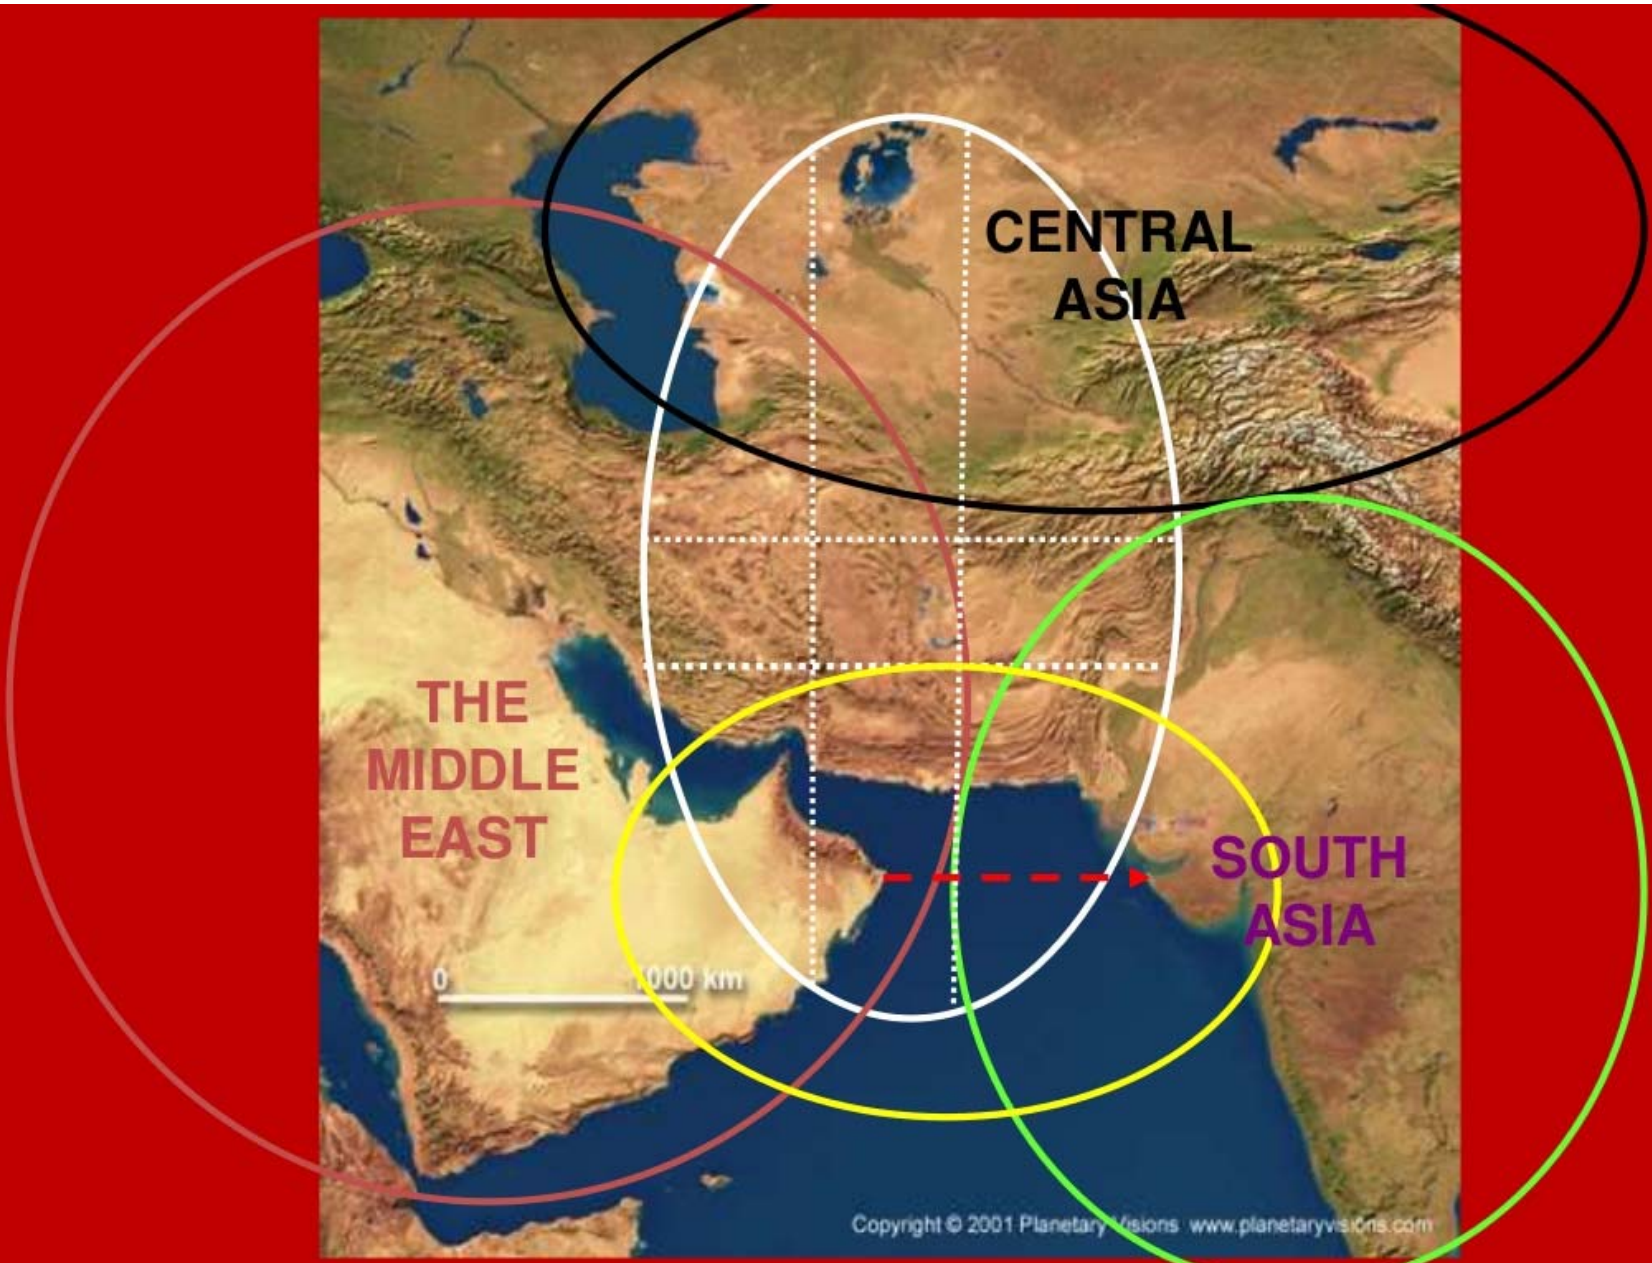 CENTRAL
ASIA
THE
MIDDLE
EAST
SOUTH
ASIA
0 1000 km
Copyright © 2001 Planetary Visions www.planetaryvisions.com